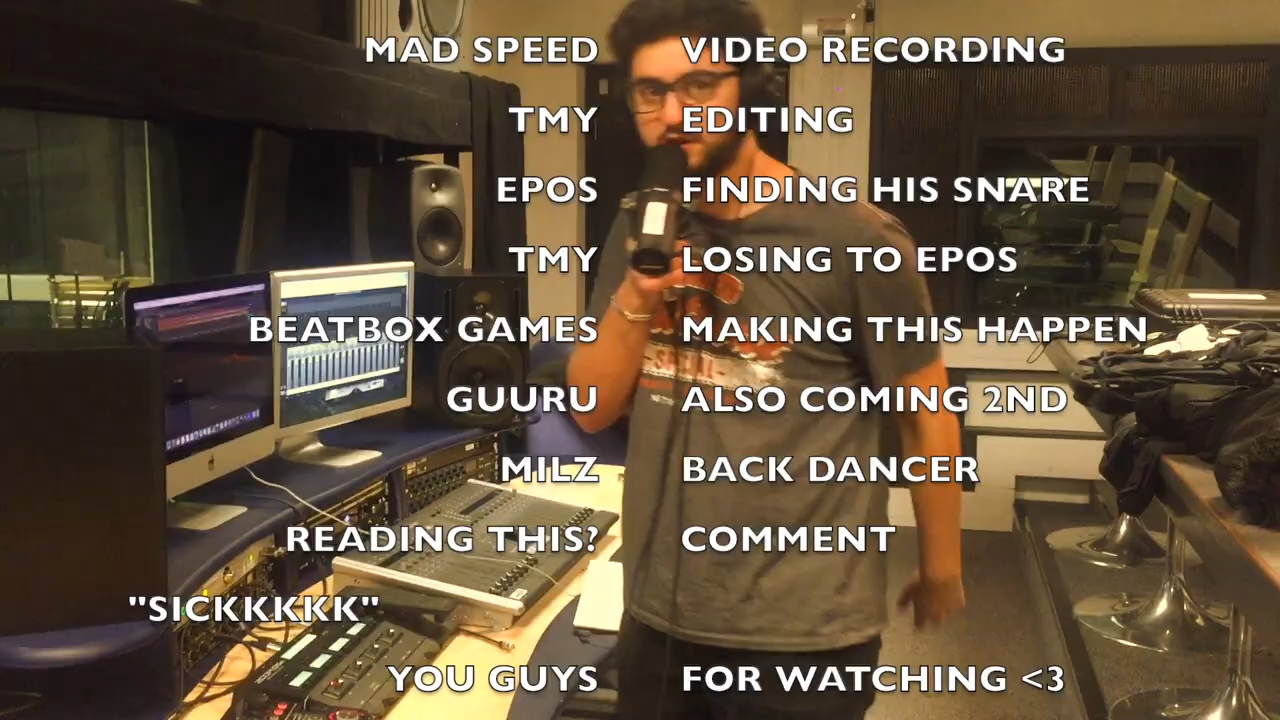 MAD SPEED VIDEO RECORDING
TMY EDITING
EPOS FINDING HIS SNARE
TMY LOSING TO EPOS
BEATBOX GAMES MAKING THIS HAPPEN
GUURU ALSO COMING 2ND
MILZ BACK DANCER
READING THIS? COMMENT
"SICKKKKK"
YOU GUYS FOR WATCHING <3